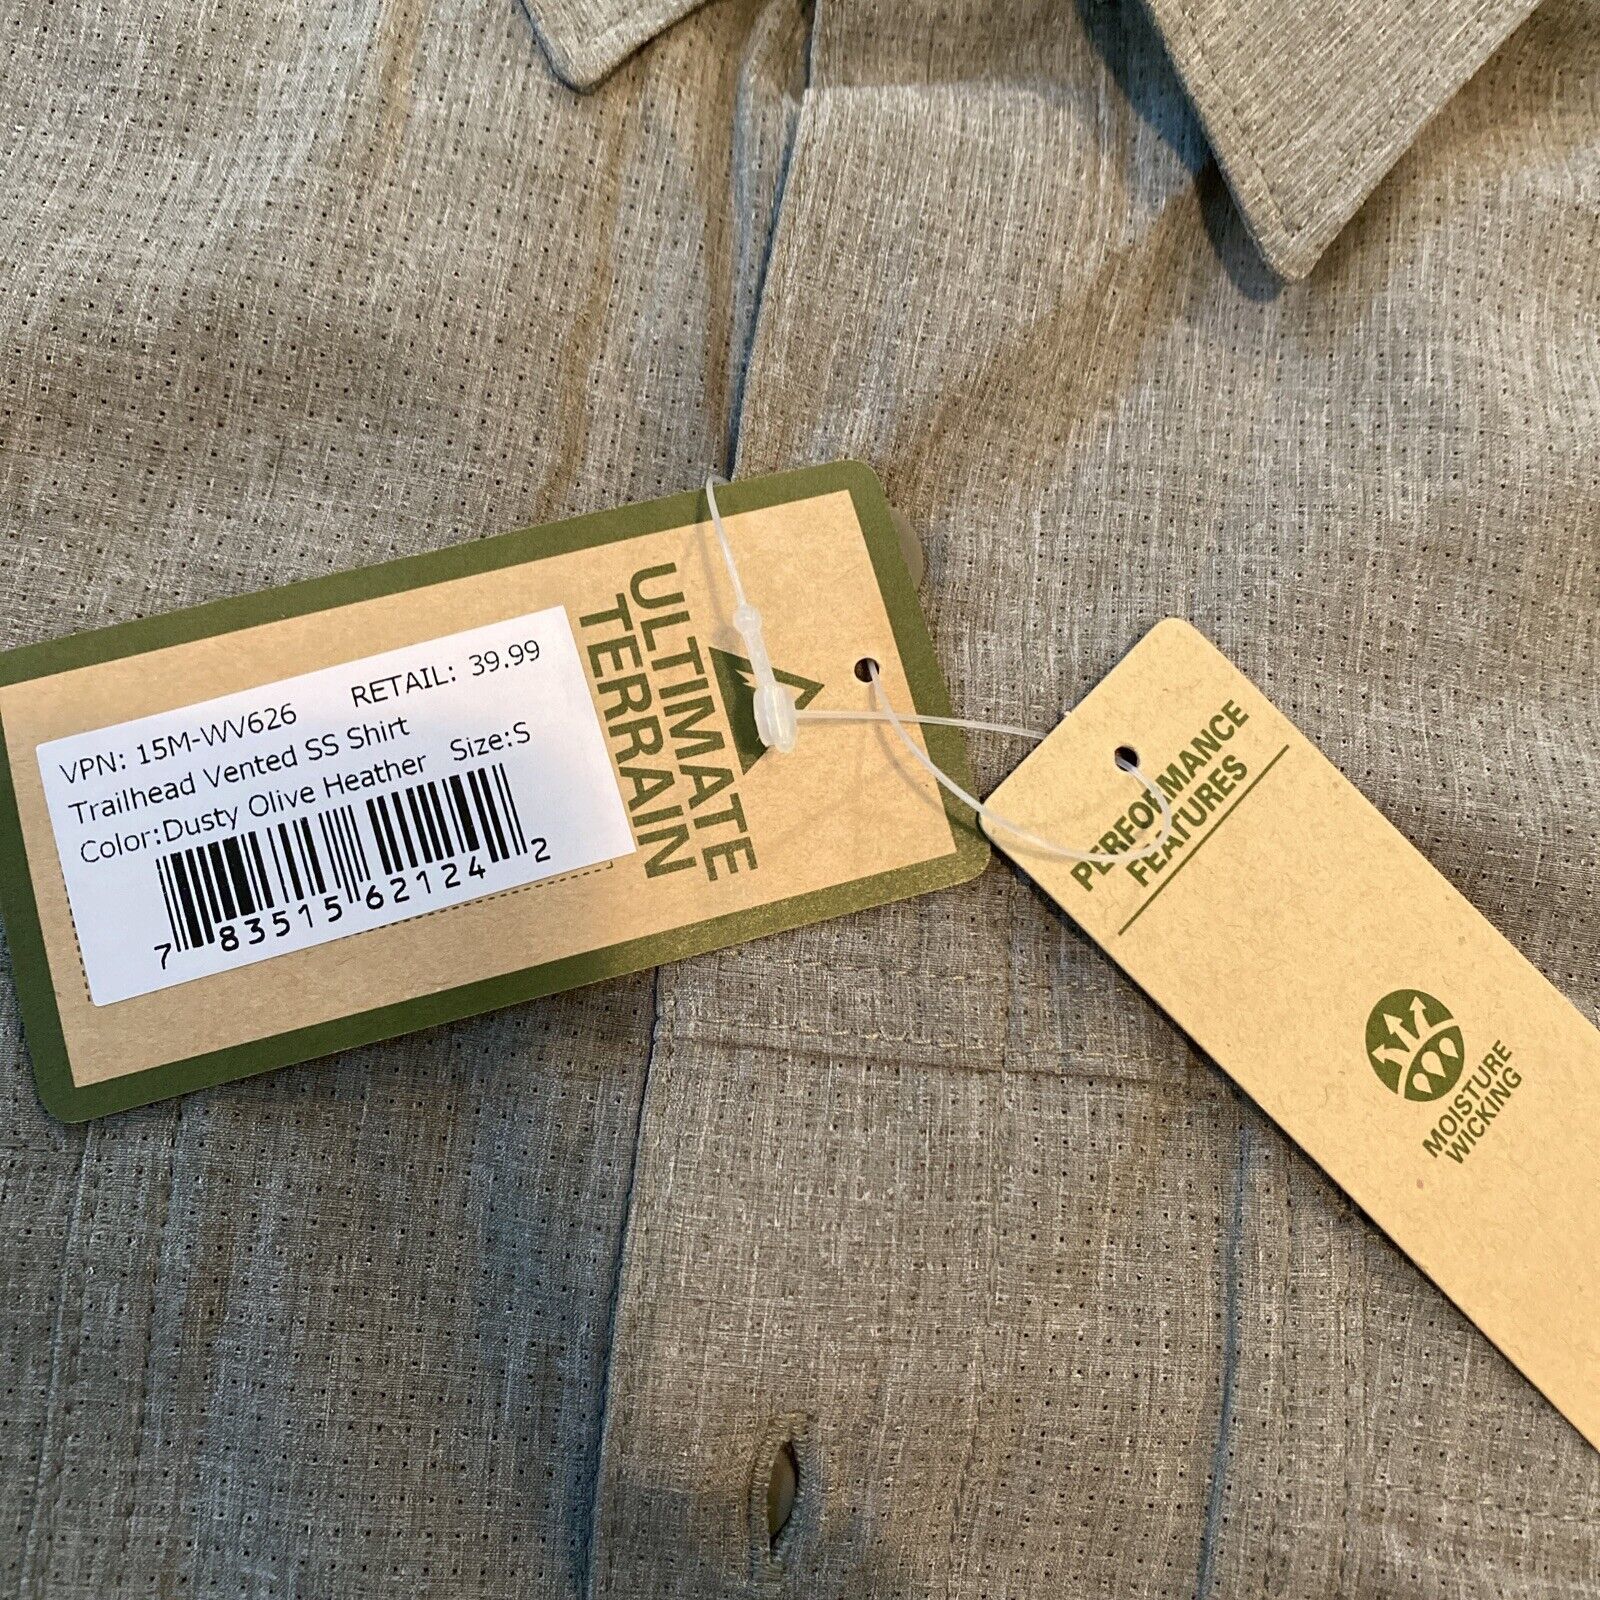 ULTIMATE
TERRAIN
VPN: 15M-WV626 RETAIL: 39.99
Trailhead Vented SS Shirt
Color:Dusty Olive Heather Size:S
7 83515 62124 2
PERFORMANCE
FEATURES
MOISTURE
WICKING